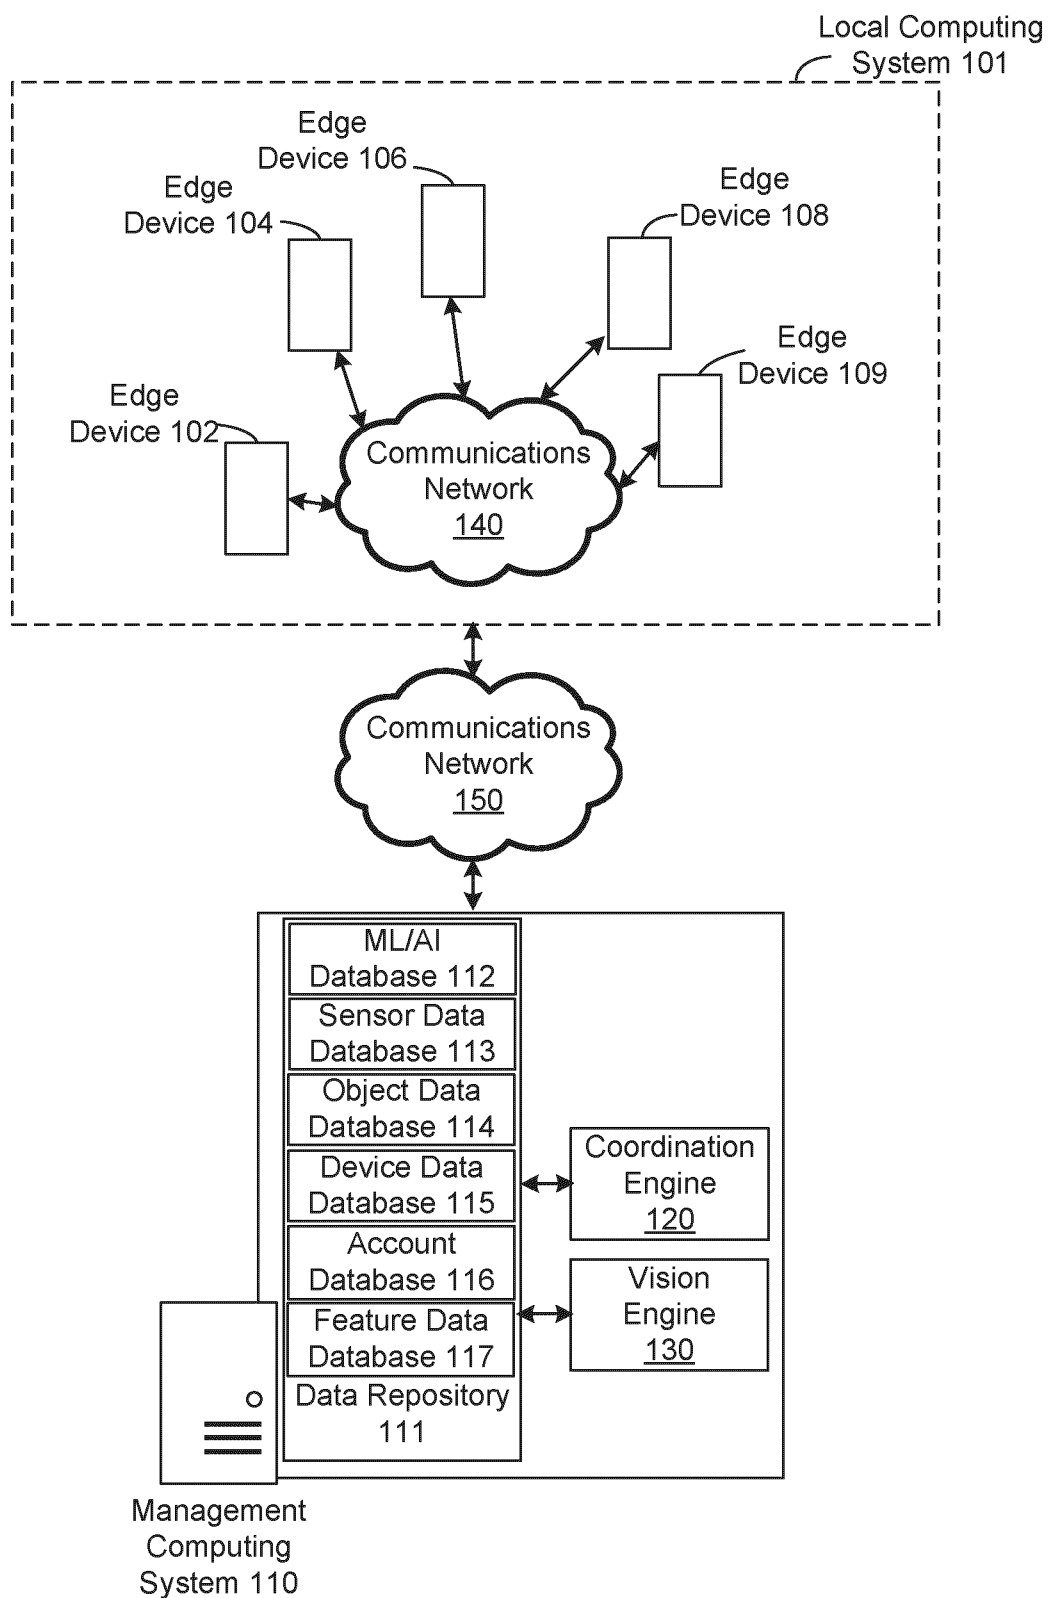 Local Computing
System 101
Edge
Device 106
Edge
Device 104
Edge
Device 108
Edge
Device 109
Edge
Device 102
Communications
Network
140
Communications
Network
150
ML/AI
Database 112
Sensor Data
Database 113
Object Data
Database 114
Device Data
Database 115
Account
Database 116
Feature Data
Database 117
Data Repository
111
Coordination
Engine
120
Vision
Engine
130
Management
Computing
System 110